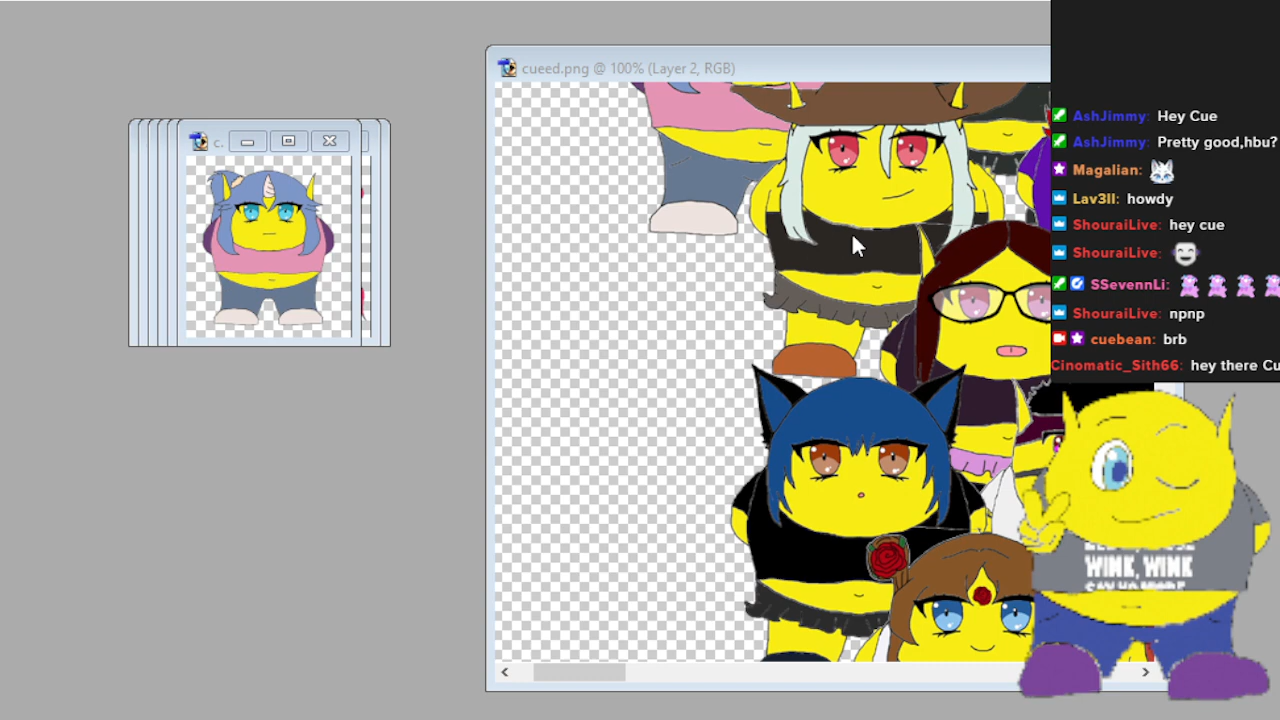 cueed.png @ 100% (Layer 2, RGB)
c.
AshJimmy: Hey Cue
AshJimmy: Pretty good,hbu?
Magalian:
Lav3ll: howdy
ShouraiLive: hey cue
ShouraiLive:
SSevennLi:
ShouraiLive: npnp
cuebean: brb
Cinomatic_Sith66: hey there Cu
WINK, WINK